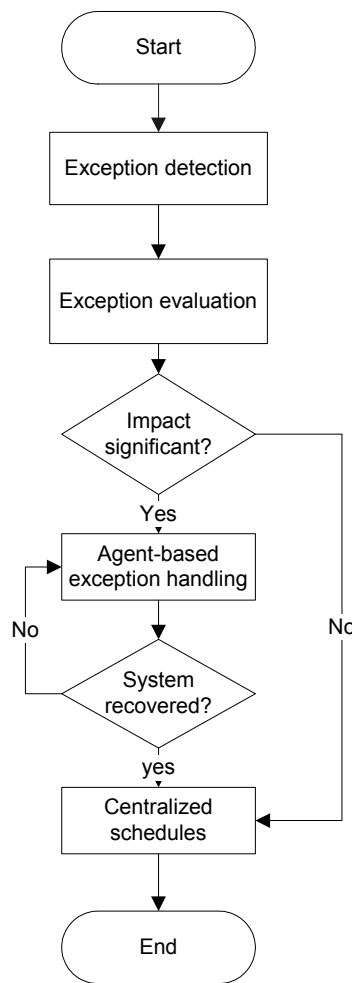 Start
Exception detection
Exception evaluation
Impact
significant?
Yes
Agent-based
exception handling
No
No
System
recovered?
yes
Centralized
schedules
End